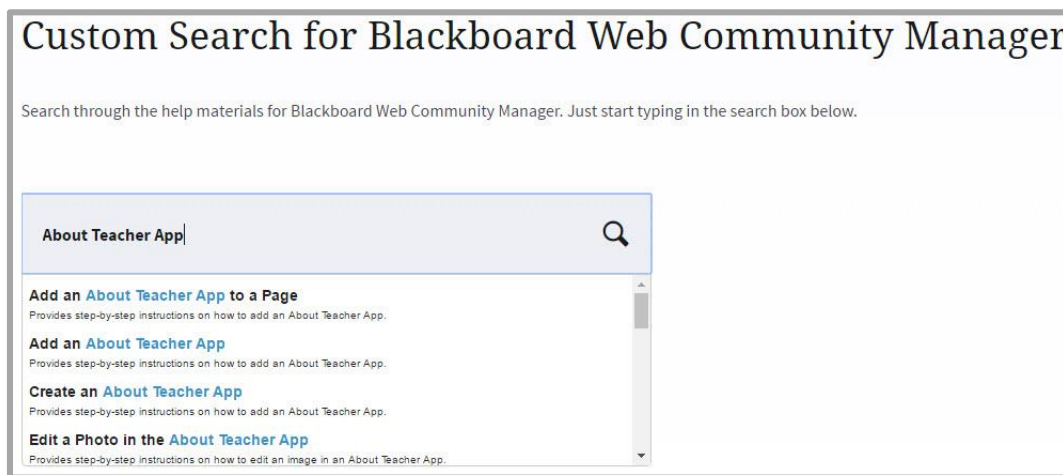 Custom Search for Blackboard Web Community Manager
Search through the help materials for Blackboard Web Community Manager. Just start typing in the search box below.
About Teacher App
Add an About Teacher App to a Page
Provides step-by-step instructions on how to add an About Teacher App.
Add an About Teacher App
Provides step-by-step instructions on how to add an About Teacher App.
Create an About Teacher App
Provides step-by-step instructions on how to add an About Teacher App.
Edit a Photo in the About Teacher App
Provides step-by-step instructions on how to edit an image in an About Teacher App.